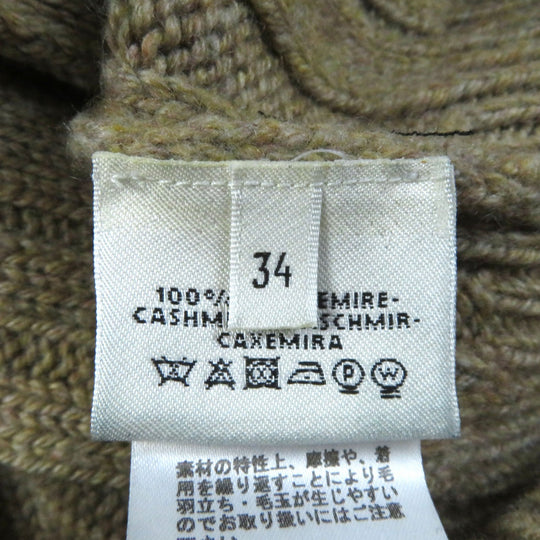 34
100% EMIRE-
CASHM SCHMIR-
CAXEMIRA
P W
素材の特性上、摩擦や、着
用を繰り返すことにより毛
羽立ち・毛玉が生じやすい
のでお取り扱いにはご注意